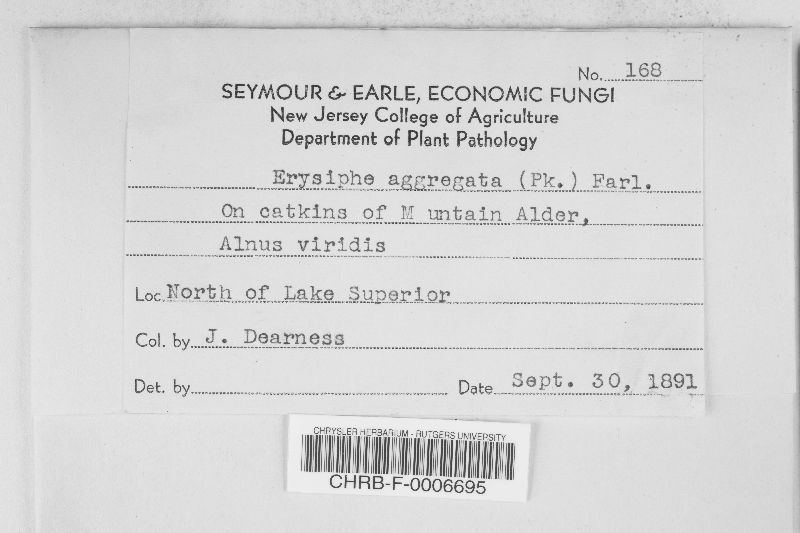 No. 168
SEYMOUR & EARLE, ECONOMIC FUNGI
New Jersey College of Agriculture
Department of Plant Pathology
Erysiphe aggregata (Pk.) Farl.
On catkins of M untain Alder,
Alnus viridis
Loc. North of Lake Superior
Col. by J. Dearness
Det. by Date Sept. 30, 1891
CHRYSLER HERBARIUM - RUTGERS UNIVERSITY
CHRB-F-0006695